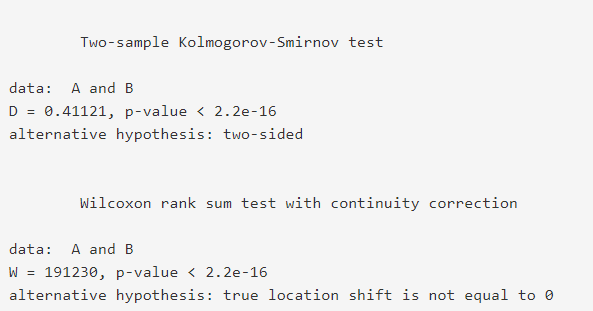 Two-sample Kolmogorov-Smirnov test
data:  A and B
D = 0.41121, p-value < 2.2e-16
alternative hypothesis: two-sided
Wilcoxon rank sum test with continuity correction
data:  A and B
W = 191230, p-value < 2.2e-16
alternative hypothesis: true location shift is not equal to 0